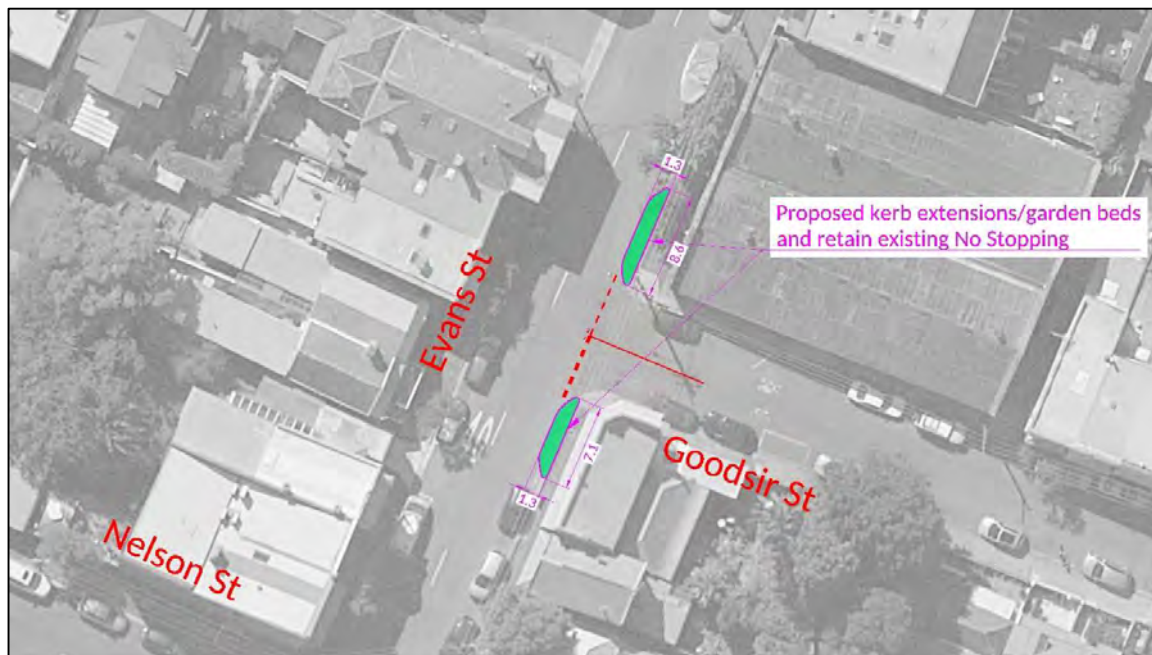 1.3
8.6
Proposed kerb extensions/garden beds
and retain existing No Stopping
Evans St
7.1
1.3
Goodsir St
Nelson St